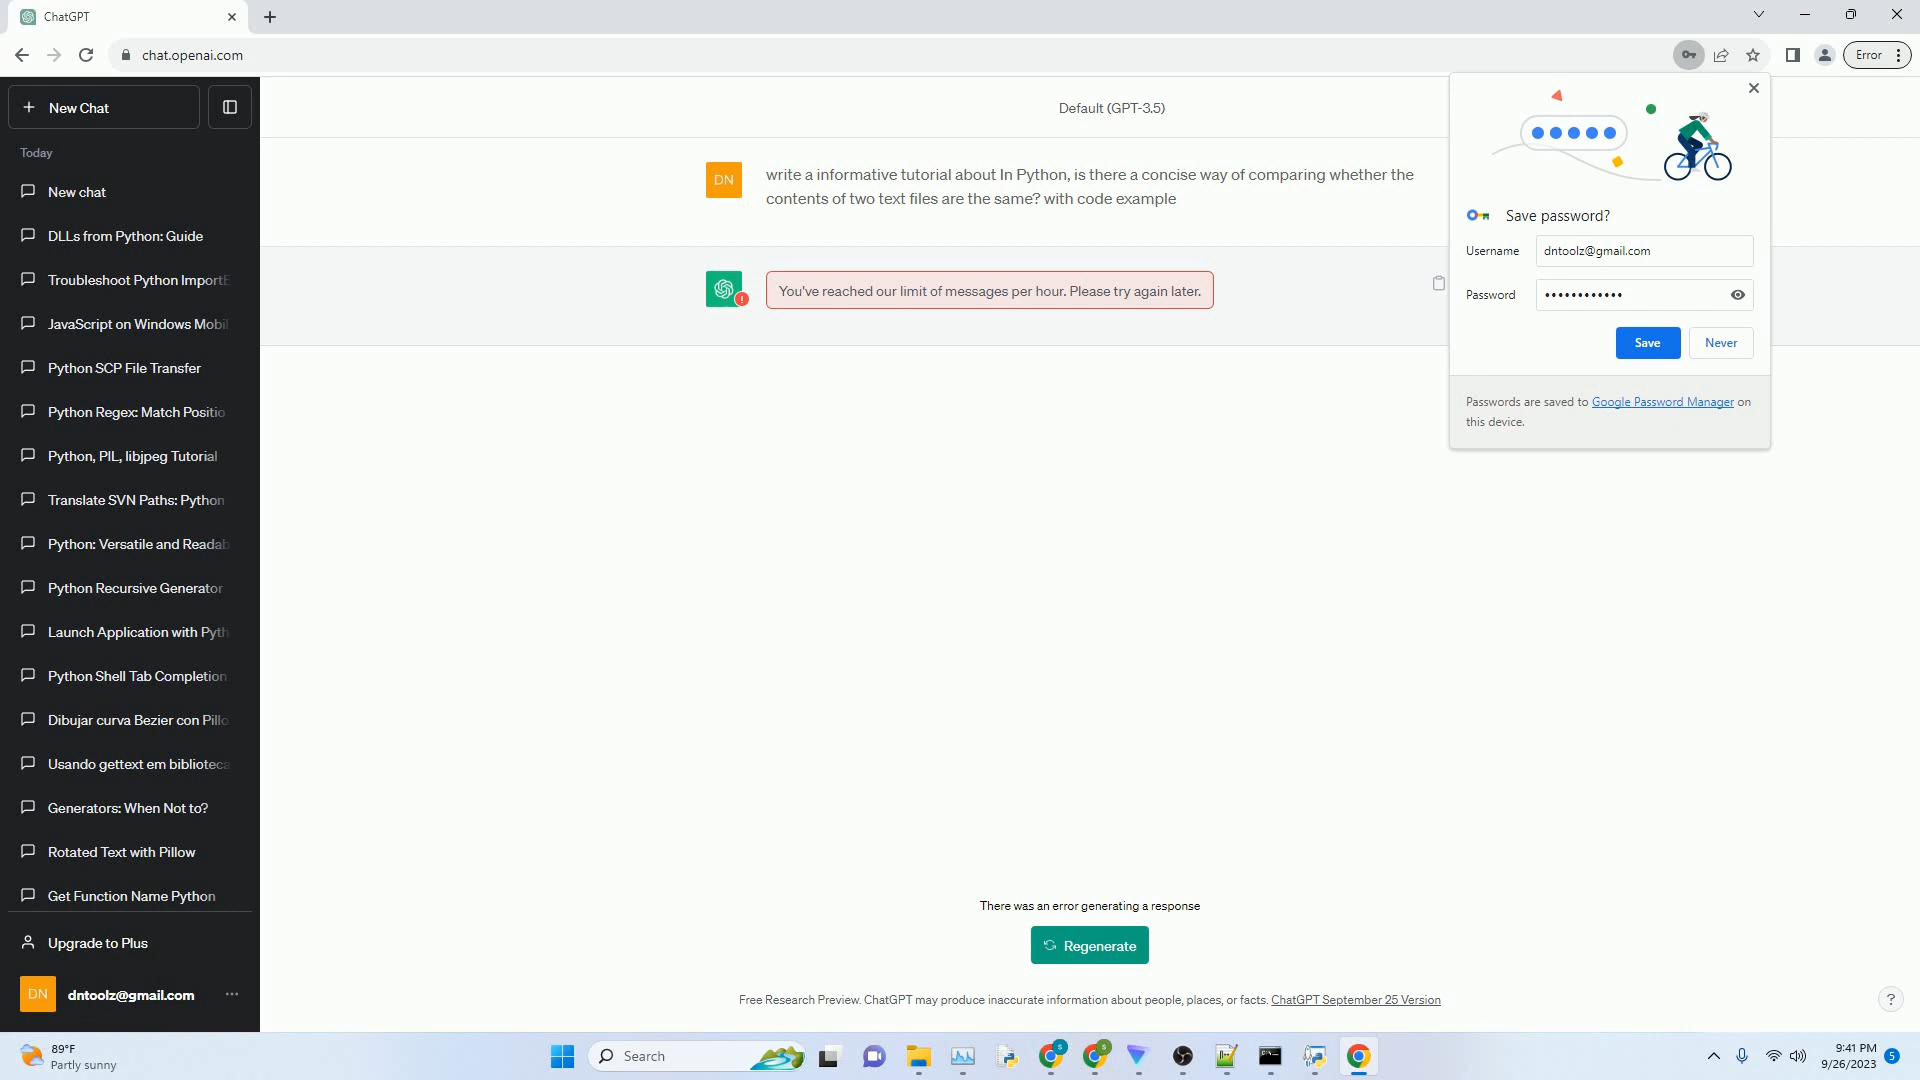 ChatGPT
chat.openai.com
Error
New Chat
Today
New chat
DLLs from Python: Guide
Troubleshoot Python ImportE
JavaScript on Windows Mobil
Python SCP File Transfer
Python Regex: Match Positio
Python, PIL, libjpeg Tutorial
Translate SVN Paths: Python
Python: Versatile and Readab
Python Recursive Generator
Launch Application with Pyth
Python Shell Tab Completion
Dibujar curva Bezier con Pillo
Usando gettext em biblioteca
Generators: When Not to?
Rotated Text with Pillow
Get Function Name Python
Upgrade to Plus
DN
dntoolz@gmail.com
Default (GPT-3.5)
DN
write a informative tutorial about In Python, is there a concise way of comparing whether the
contents of two text files are the same? with code example
You've reached our limit of messages per hour. Please try again later.
Save password?
Username
dntoolz@gmail.com
Password
Save
Never
Passwords are saved to Google Password Manager on
this device.
There was an error generating a response
Regenerate
Free Research Preview. ChatGPT may produce inaccurate information about people, places, or facts. ChatGPT September 25 Version
?
89°F
Partly sunny
Search
S
S
9:41 PM
9/26/2023
5